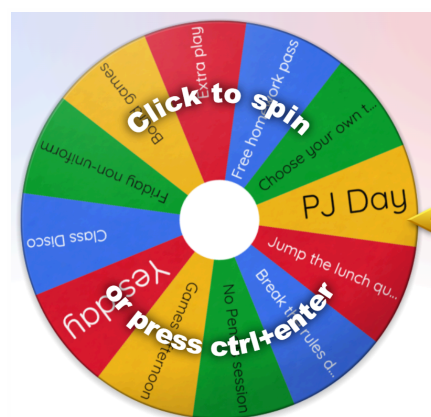 Click to spin
or press ctrl+enter
Extra play
Free homework pass
Choose your own t...
PJ Day
Jump the lunch qu...
Break the rules d...
No Pen session
Games afternoon
Yesday
Class Disco
Friday non-uniform
Board games